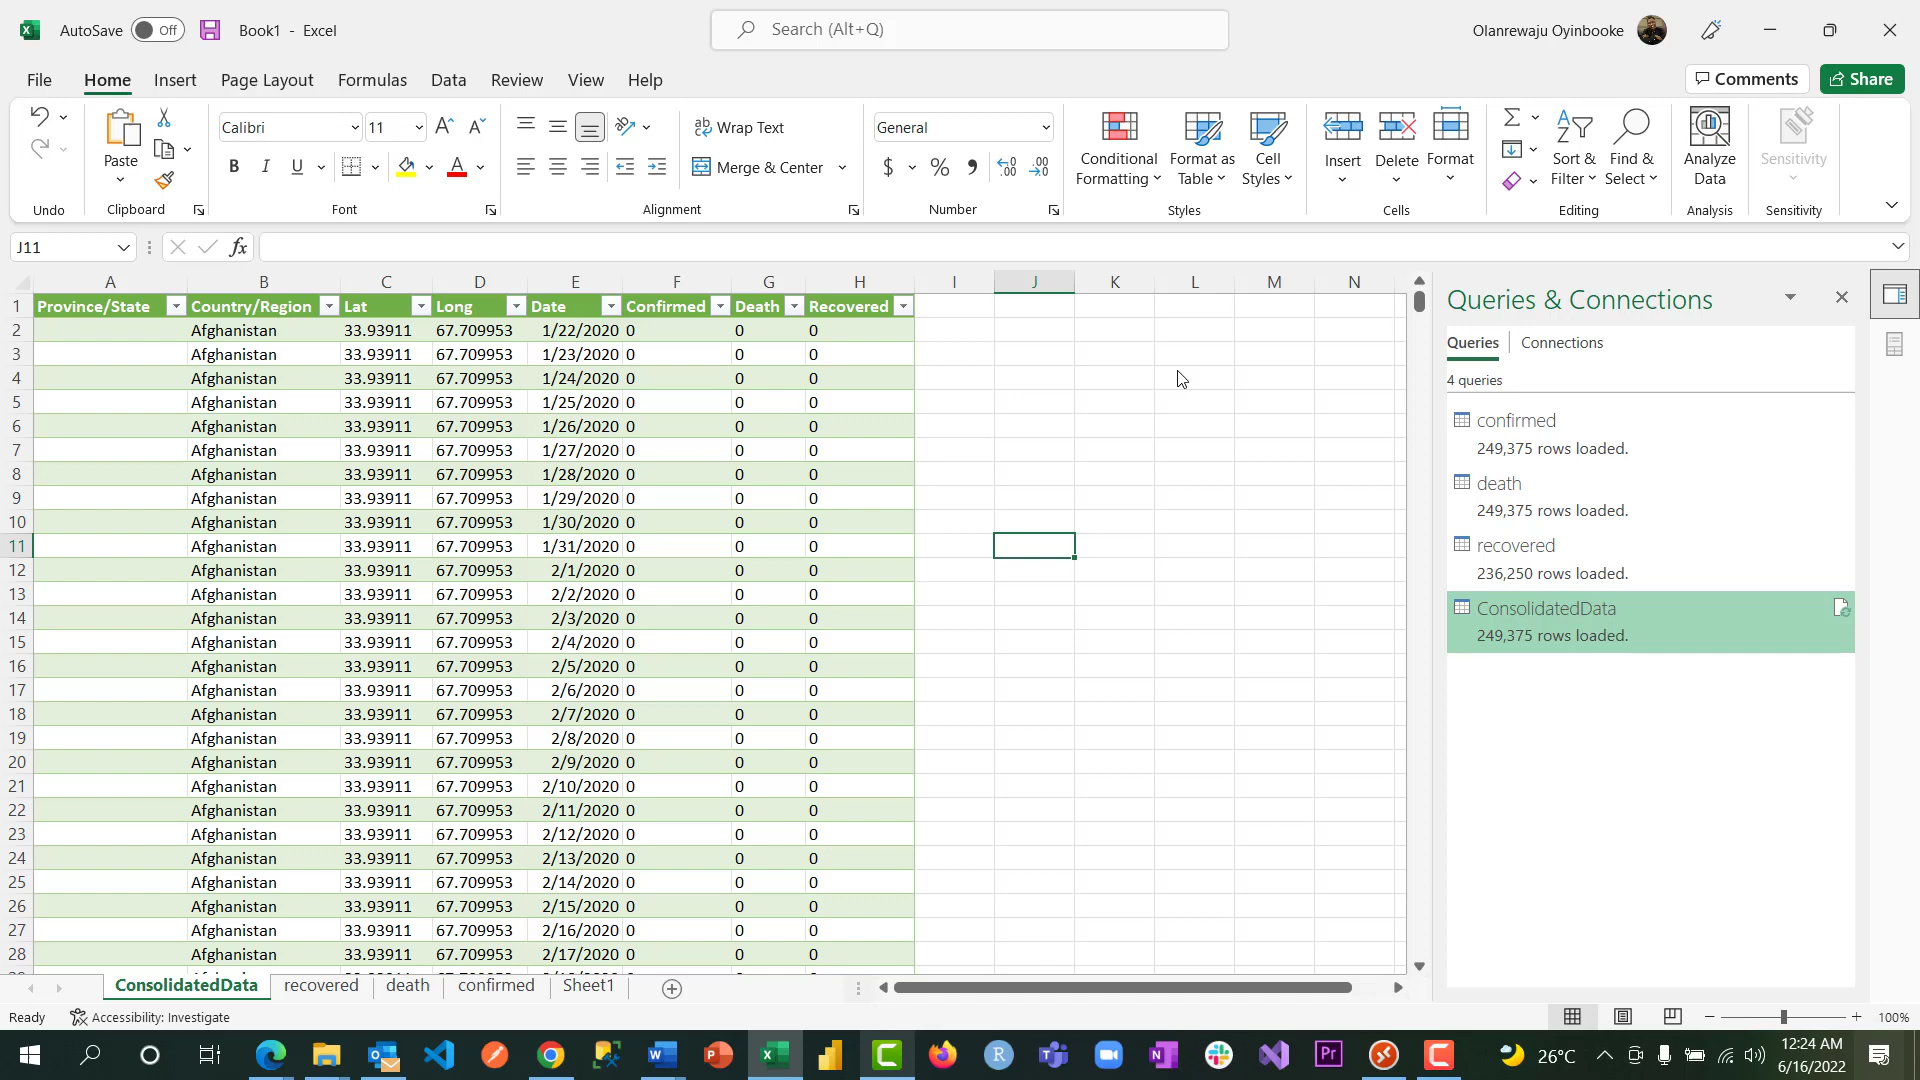 AutoSave Off Book1 - Excel Search (Alt+Q) Olanrewaju Oyinbooke
File Home Insert Page Layout Formulas Data Review View Help Comments Share
Calibri 11 Wrap Text General
Paste B I U A Merge & Center $ % Conditional Formatting Format as Table Cell Styles Insert Delete Format Sort & Filter Find & Select Analyze Data Sensitivity
Undo Clipboard Font Alignment Number Styles Cells Editing Analysis Sensitivity
J11 fx
A B C D E F G H I J K L M N
1 Province/State Country/Region Lat Long Date Confirmed Death Recovered
2 Afghanistan 33.93911 67.709953 1/22/2020 0 0 0
3 Afghanistan 33.93911 67.709953 1/23/2020 0 0 0
4 Afghanistan 33.93911 67.709953 1/24/2020 0 0 0
5 Afghanistan 33.93911 67.709953 1/25/2020 0 0 0
6 Afghanistan 33.93911 67.709953 1/26/2020 0 0 0
7 Afghanistan 33.93911 67.709953 1/27/2020 0 0 0
8 Afghanistan 33.93911 67.709953 1/28/2020 0 0 0
9 Afghanistan 33.93911 67.709953 1/29/2020 0 0 0
10 Afghanistan 33.93911 67.709953 1/30/2020 0 0 0
11 Afghanistan 33.93911 67.709953 1/31/2020 0 0 0
12 Afghanistan 33.93911 67.709953 2/1/2020 0 0 0
13 Afghanistan 33.93911 67.709953 2/2/2020 0 0 0
14 Afghanistan 33.93911 67.709953 2/3/2020 0 0 0
15 Afghanistan 33.93911 67.709953 2/4/2020 0 0 0
16 Afghanistan 33.93911 67.709953 2/5/2020 0 0 0
17 Afghanistan 33.93911 67.709953 2/6/2020 0 0 0
18 Afghanistan 33.93911 67.709953 2/7/2020 0 0 0
19 Afghanistan 33.93911 67.709953 2/8/2020 0 0 0
20 Afghanistan 33.93911 67.709953 2/9/2020 0 0 0
21 Afghanistan 33.93911 67.709953 2/10/2020 0 0 0
22 Afghanistan 33.93911 67.709953 2/11/2020 0 0 0
23 Afghanistan 33.93911 67.709953 2/12/2020 0 0 0
24 Afghanistan 33.93911 67.709953 2/13/2020 0 0 0
25 Afghanistan 33.93911 67.709953 2/14/2020 0 0 0
26 Afghanistan 33.93911 67.709953 2/15/2020 0 0 0
27 Afghanistan 33.93911 67.709953 2/16/2020 0 0 0
28 Afghanistan 33.93911 67.709953 2/17/2020 0 0 0
Queries & Connections
Queries Connections
4 queries
confirmed
249,375 rows loaded.
death
249,375 rows loaded.
recovered
236,250 rows loaded.
ConsolidatedData
249,375 rows loaded.
ConsolidatedData recovered death confirmed Sheet1
Ready Accessibility: Investigate 100%
26°C 12:24 AM
6/16/2022